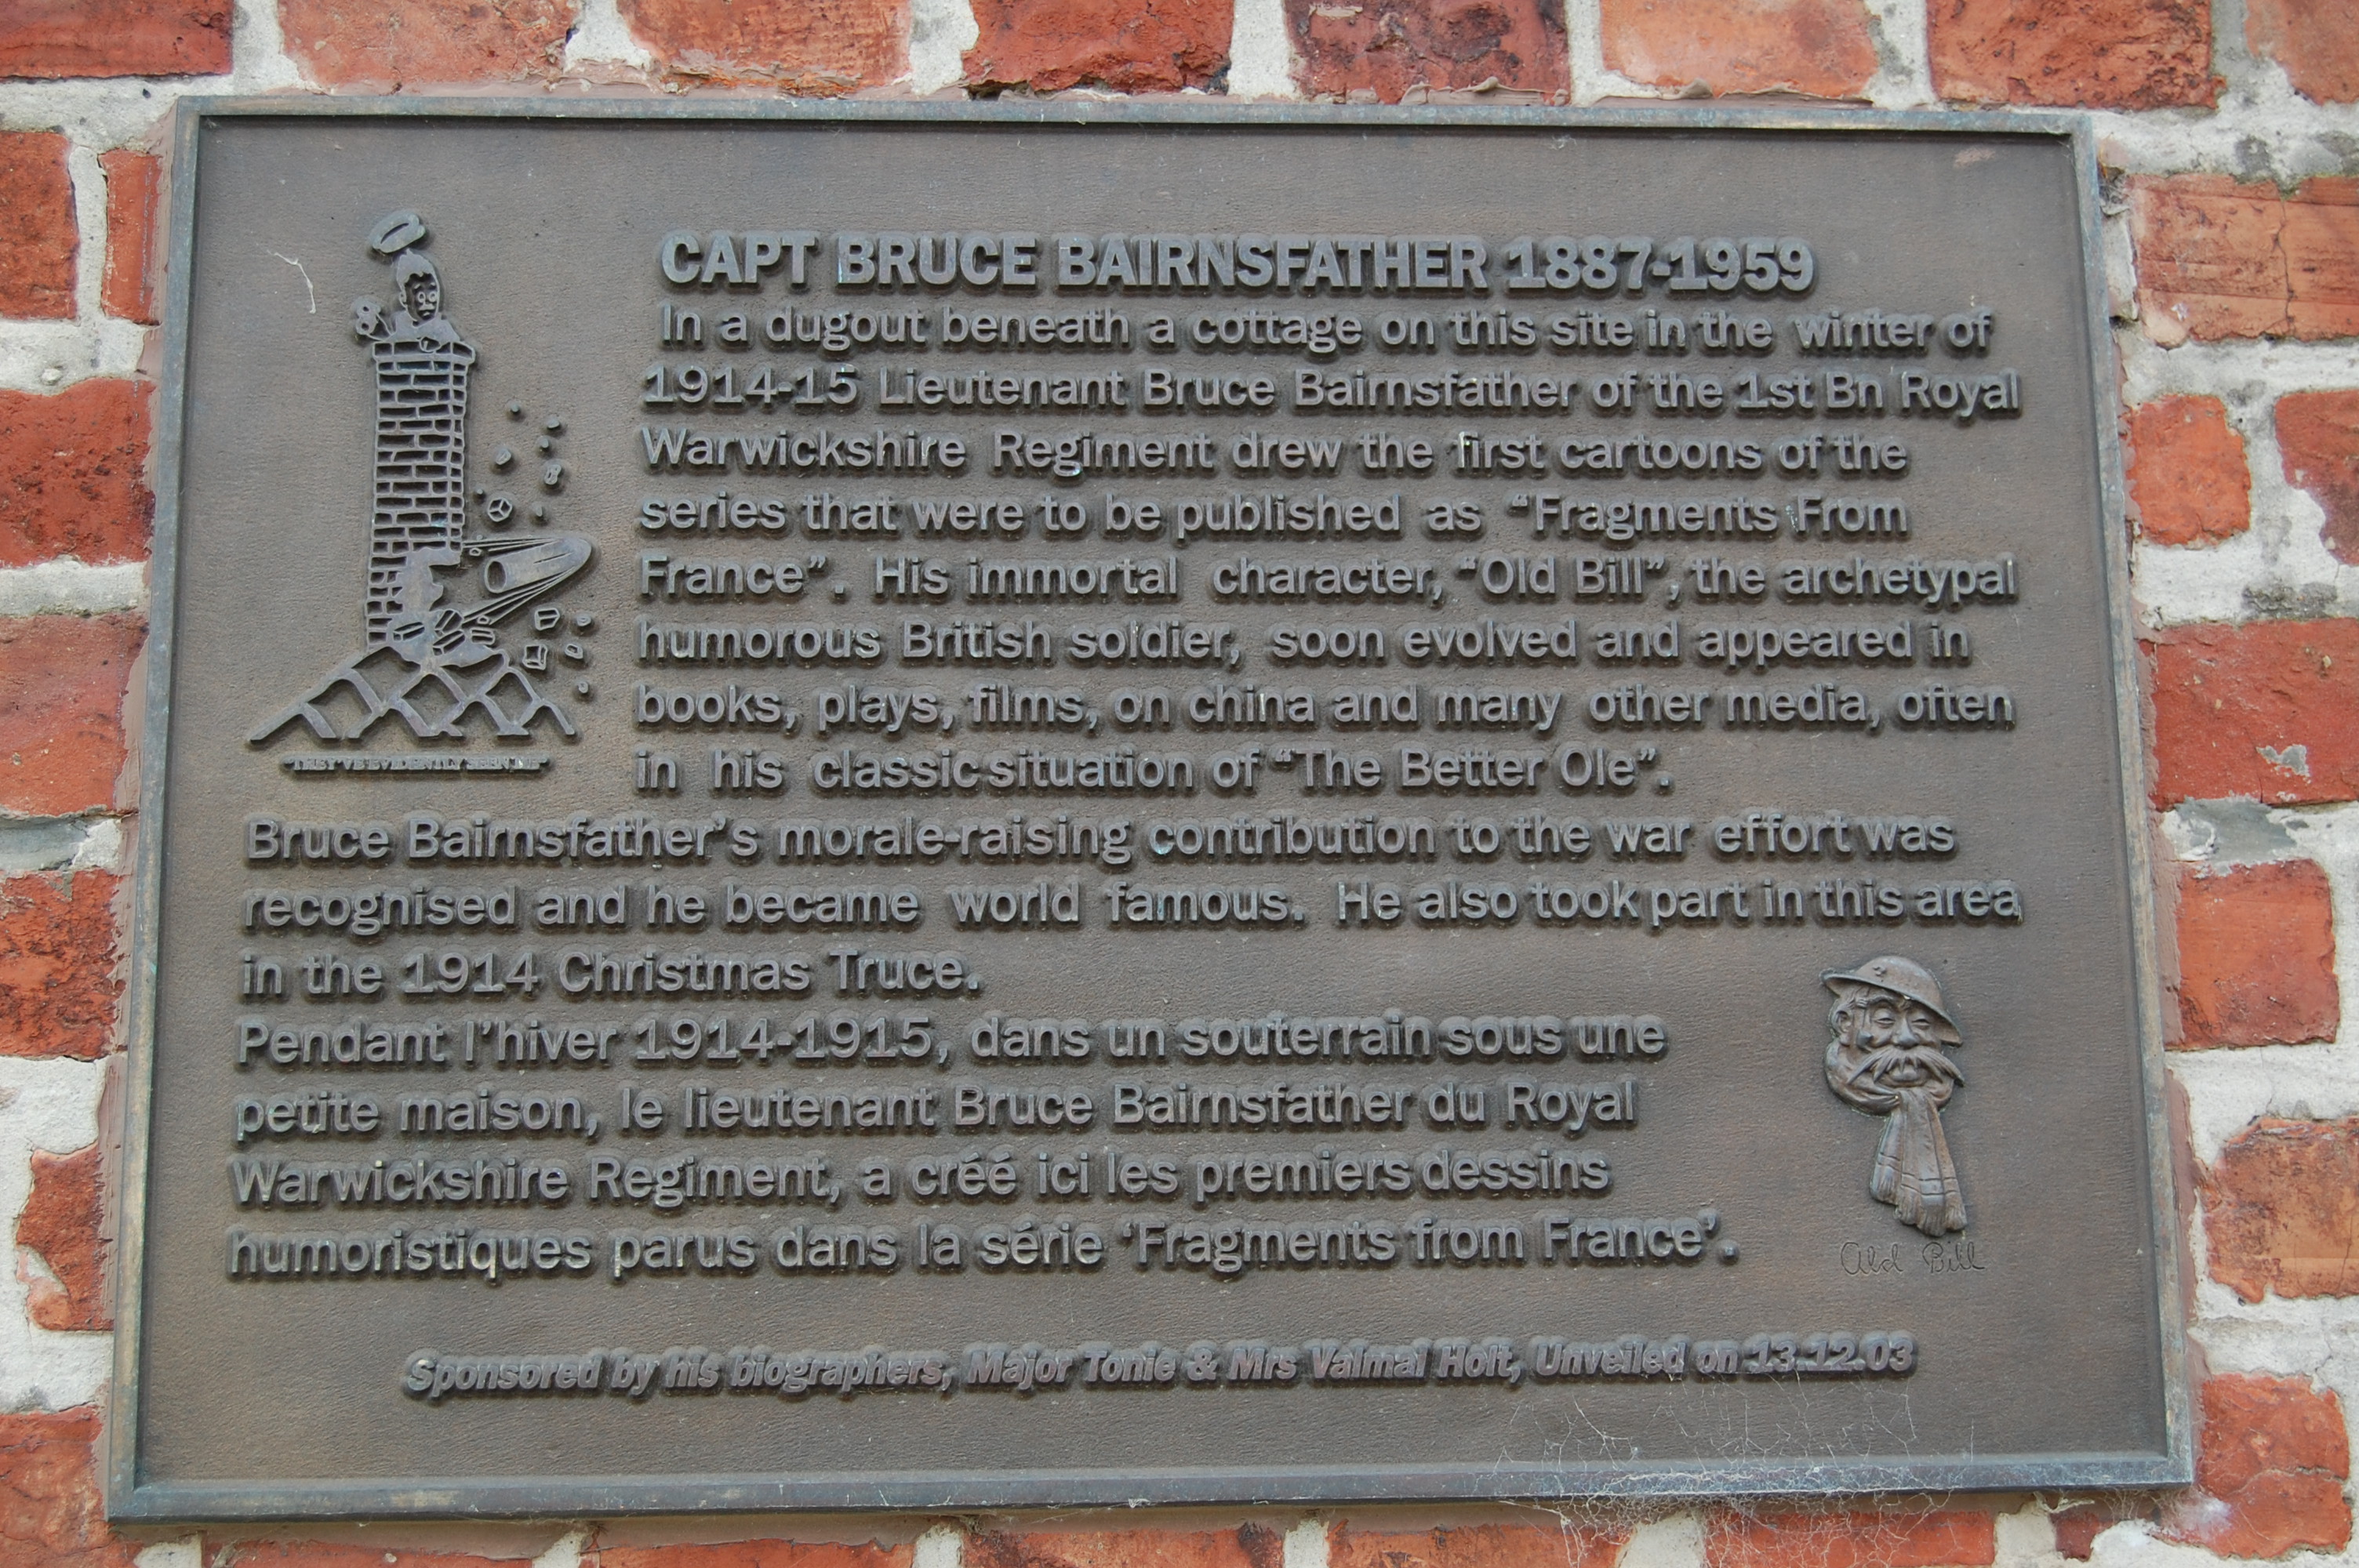 CAPT BRUCE BAIRNSFATHER 1887-1959
In a dugout beneath a cottage on this site in the winter of
1914-15 Lieutenant Bruce Bairnsfather of the 1st Bn Royal
Warwickshire Regiment drew the first cartoons of the
series that were to be published as “Fragments From
France”. His immortal character, “Old Bill”, the archetypal
humorous British soldier, soon evolved and appeared in
books, plays, films, on china and many other media, often
in his classic situation of “The Better Ole”.
"THEY'VE EVIDENTLY SEEN ME"
Bruce Bairnsfather’s morale-raising contribution to the war effort was
recognised and he became world famous. He also took part in this area
in the 1914 Christmas Truce.
Pendant l’hiver 1914-1915, dans un souterrain sous une
petite maison, le lieutenant Bruce Bairnsfather du Royal
Warwickshire Regiment, a créé ici les premiers dessins
humoristiques parus dans la série ‘Fragments from France’.
Old Bill
Sponsored by his biographers, Major Tonie & Mrs Valmai Holt, Unveiled on 13.12.03